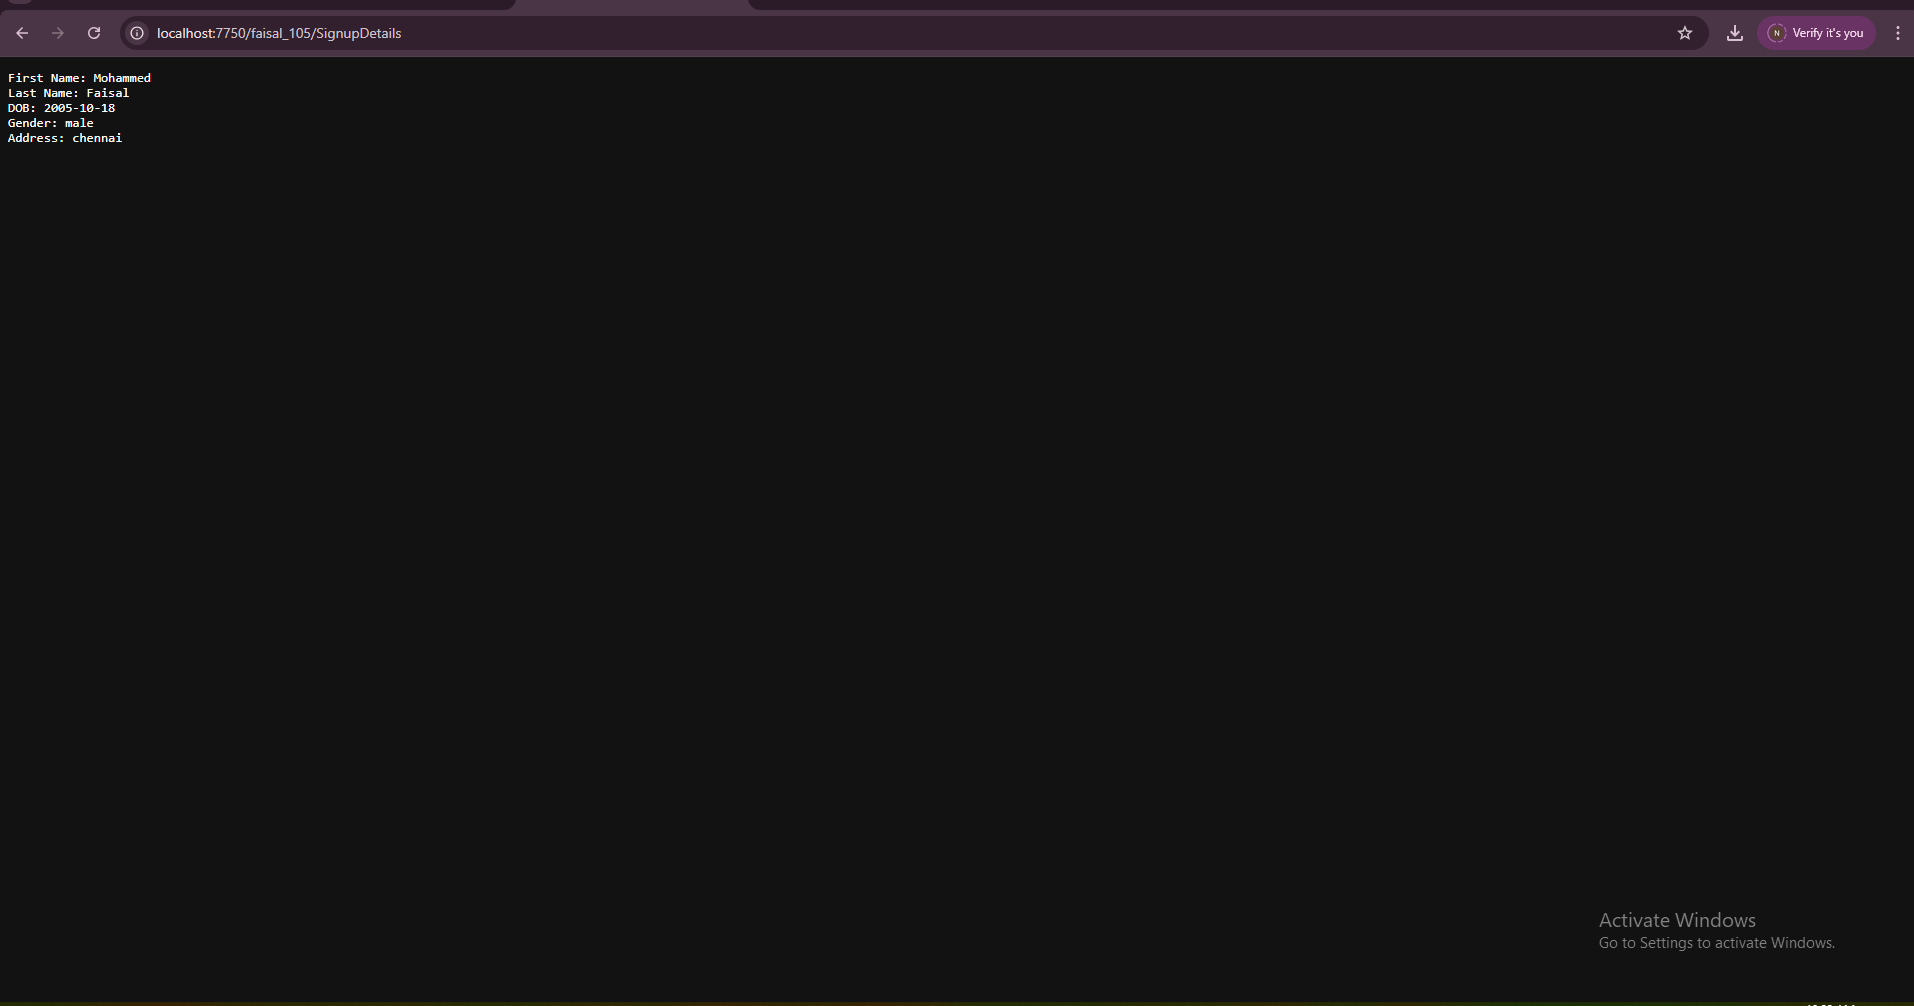 localhost:7750/faisal_105/SignupDetails
N
Verify it's you
First Name: Mohammed
Last Name: Faisal
DOB: 2005-10-18
Gender: male
Address: chennai
Activate Windows
Go to Settings to activate Windows.